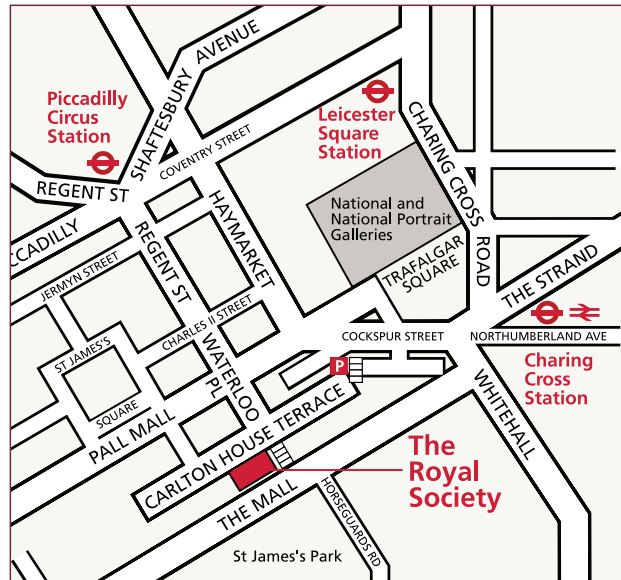 SHAFTESBURY AVENUE
Piccadilly
Circus
Station
Leicester
Square
Station
COVENTRY STREET
CHARING CROSS
ROAD
REGENT ST
National and
National Portrait
Galleries
CCADILLY
REGENT ST
HAYMARKET
TRAFALGAR
SQUARE
THE STRAND
JERMYN STREET
CHARLES II STREET
ST JAMES'S
SQUARE
COCKSPUR STREET
NORTHUMBERLAND AVE
WATERLOO
PL
P
Charing
Cross
Station
PALL MALL
CARLTON HOUSE TERRACE
WHITEHALL
The
Royal
Society
THE MALL
HORSEGUARDS RD
St James's Park